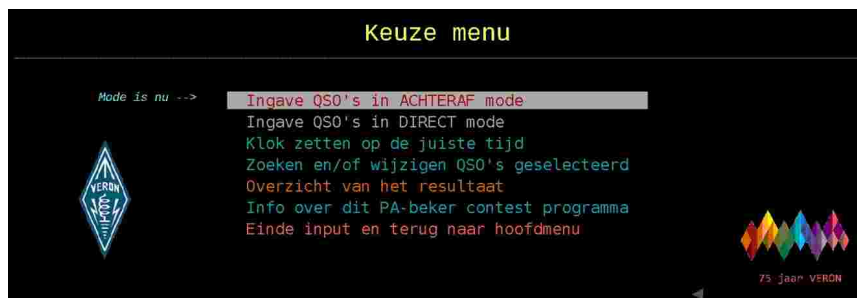 Keuze menu
Mode is nu -->
Ingave QSO's in ACHTERAF mode
Ingave QSO's in DIRECT mode
Klok zetten op de juiste tijd
Zoeken en/of wijzigen QSO's geselecteerd
Overzicht van het resultaat
Info over dit PA-beker contest programma
Einde input en terug naar hoofdmenu
VERON
75 jaar VERON